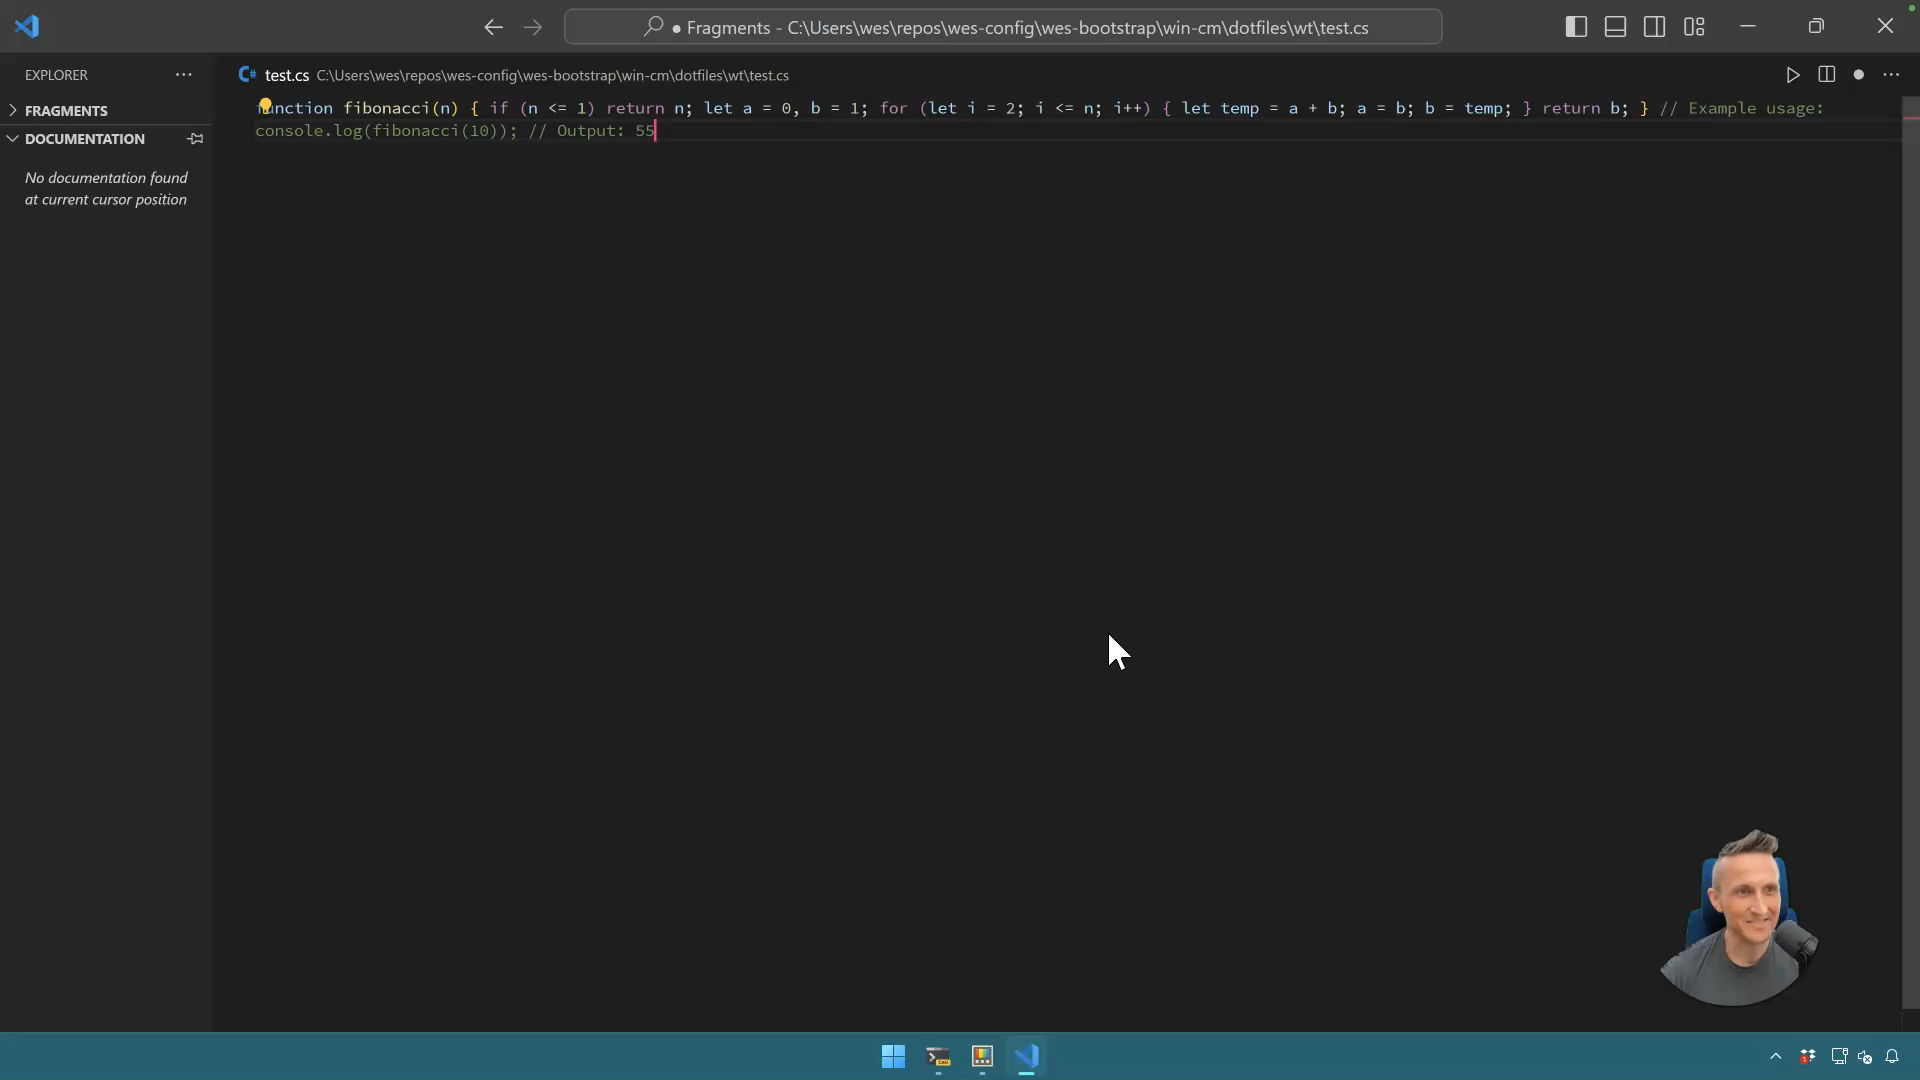 ● Fragments - C:\Users\wes\repos\wes-config\wes-bootstrap\win-cm\dotfiles\wt\test.cs
EXPLORER
C# test.cs C:\Users\wes\repos\wes-config\wes-bootstrap\win-cm\dotfiles\wt\test.cs
FRAGMENTS
DOCUMENTATION
No documentation found
at current cursor position
function fibonacci(n) { if (n <= 1) return n; let a = 0, b = 1; for (let i = 2; i <= n; i++) { let temp = a + b; a = b; b = temp; } return b; } // Example usage:
console.log(fibonacci(10)); // Output: 55